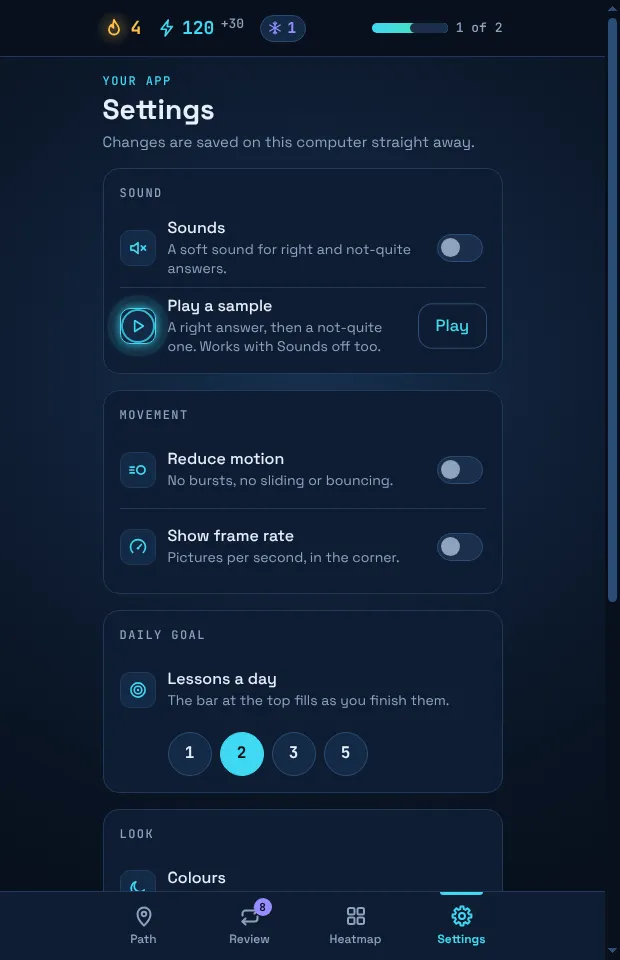 4 120 +30 1 1 of 2
YOUR APP
Settings
Changes are saved on this computer straight away.
SOUND
Sounds
A soft sound for right and not-quite
answers.
Play a sample
A right answer, then a not-quite
one. Works with Sounds off too.
Play
MOVEMENT
Reduce motion
No bursts, no sliding or bouncing.
Show frame rate
Pictures per second, in the corner.
DAILY GOAL
Lessons a day
The bar at the top fills as you finish them.
1 2 3 5
LOOK
Colours
8
Path Review Heatmap Settings